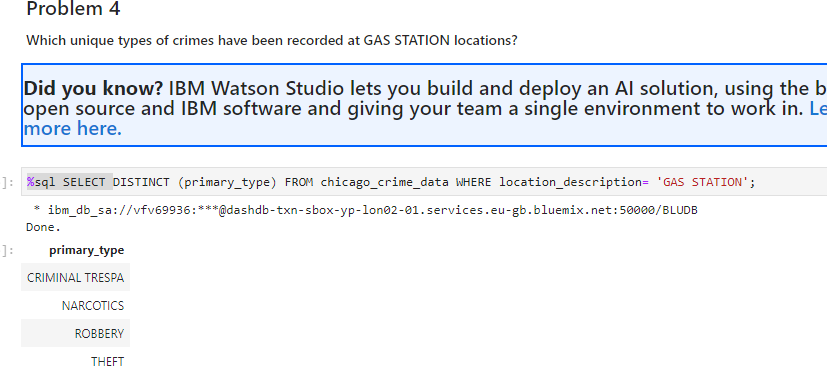 Problem 4
Which unique types of crimes have been recorded at GAS STATION locations?
Did you know? IBM Watson Studio lets you build and deploy an AI solution, using the b
open source and IBM software and giving your team a single environment to work in. Le
more here.
]: %sql SELECT DISTINCT (primary_type) FROM chicago_crime_data WHERE location_description= 'GAS STATION';
* ibm_db_sa://vfv69936:***@dashdb-txn-sbox-yp-lon02-01.services.eu-gb.bluemix.net:50000/BLUDB
Done.
]: primary_type
CRIMINAL TRESPA
NARCOTICS
ROBBERY
THEFT